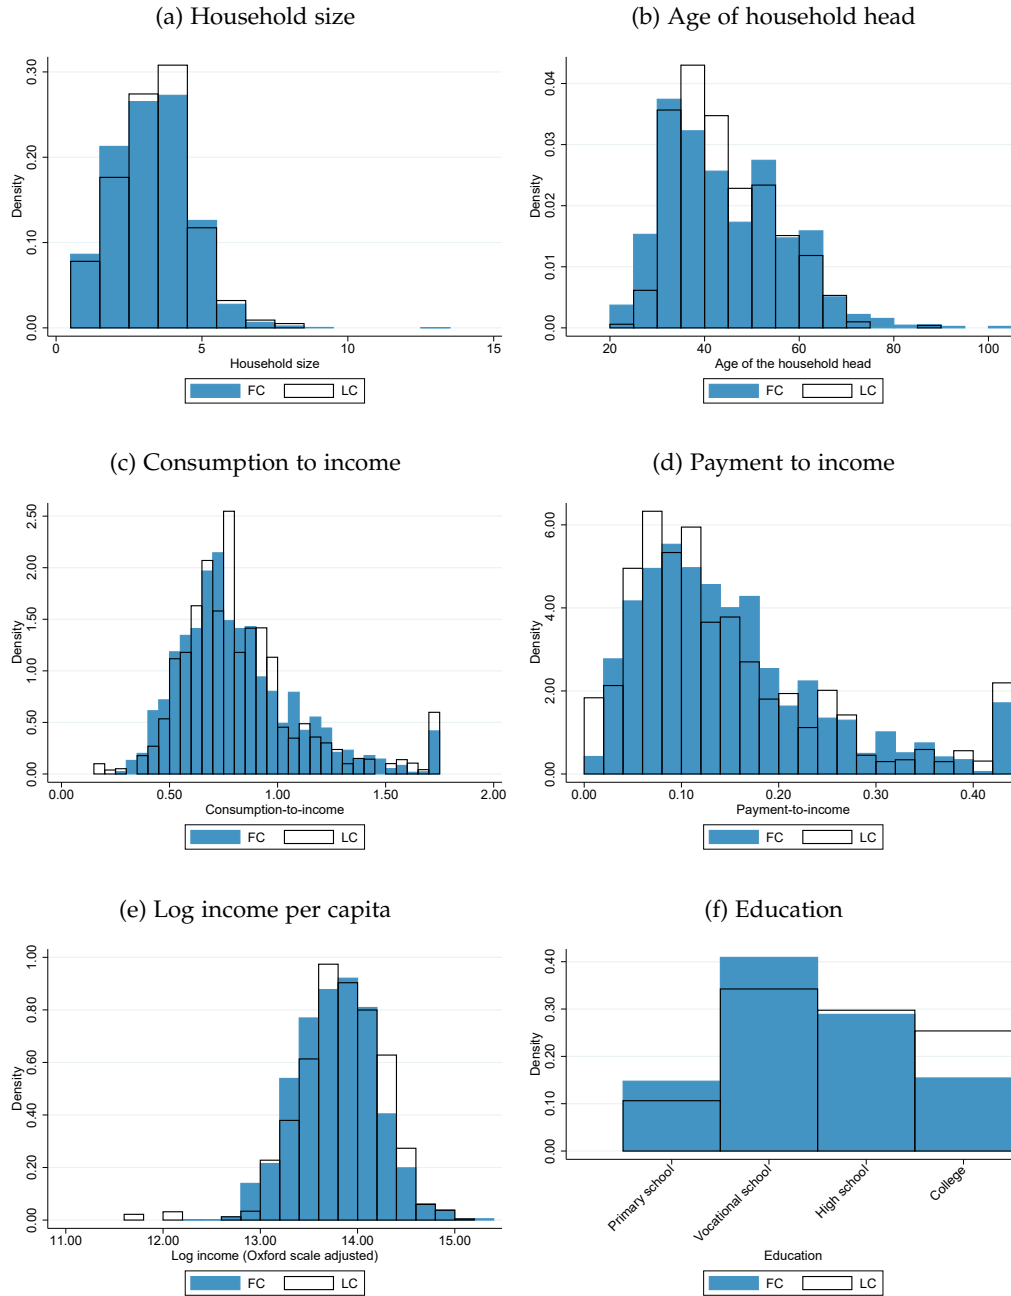 (a) Household size
(b) Age of household head
Density
0.00 0.10 0.20 0.30
0 5 10 15
Household size
FC LC
Density
0.00 0.01 0.02 0.03 0.04
20 40 60 80 100
Age of the household head
FC LC
(c) Consumption to income
(d) Payment to income
Density
0.00 0.50 1.00 1.50 2.00 2.50
0.00 0.50 1.00 1.50 2.00
Consumption-to-income
FC LC
Density
0.00 2.00 4.00 6.00
0.00 0.10 0.20 0.30 0.40
Payment-to-income
FC LC
(e) Log income per capita
(f) Education
Density
0.00 0.20 0.40 0.60 0.80 1.00
11.00 12.00 13.00 14.00 15.00
Log income (Oxford scale adjusted)
FC LC
Density
0.00 0.10 0.20 0.30 0.40
Primary school
Vocational school
High school
College
Education
FC LC